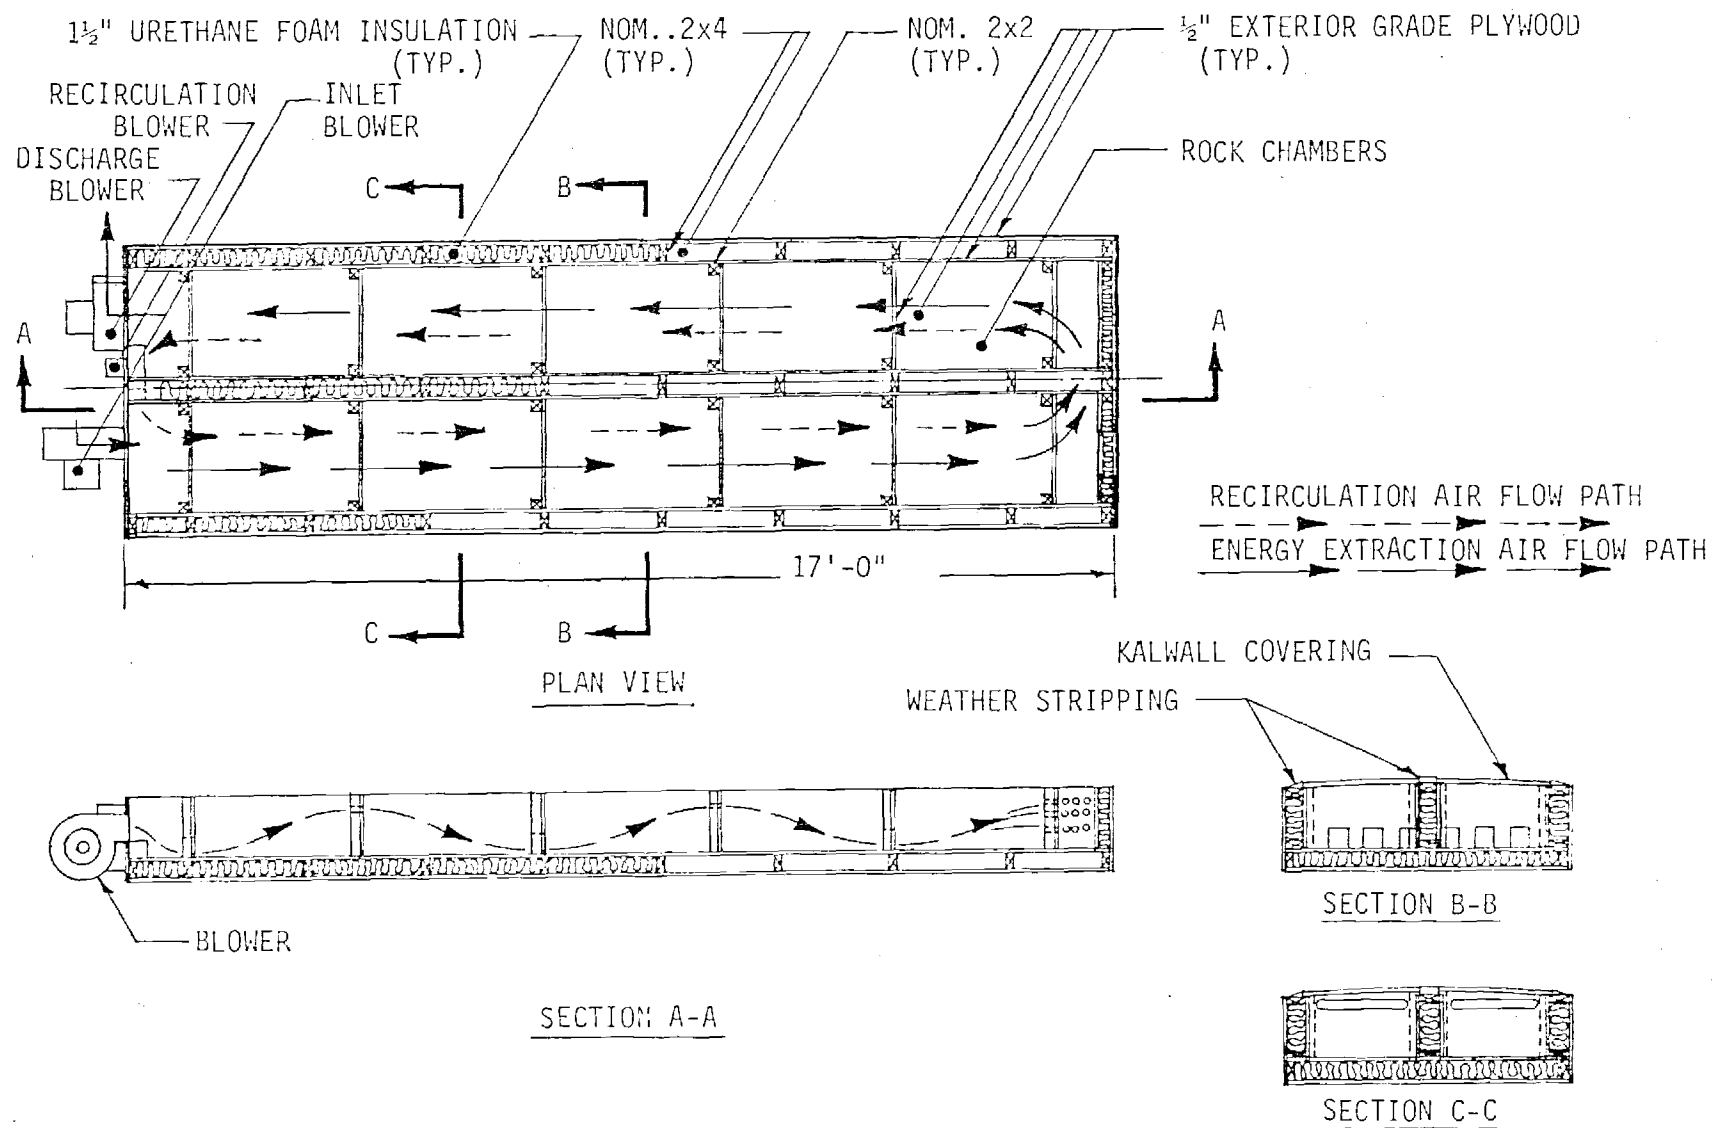 1½" URETHANE FOAM INSULATION
(TYP.)
NOM..2x4
(TYP.)
NOM. 2x2
(TYP.)
½" EXTERIOR GRADE PLYWOOD
(TYP.)
RECIRCULATION
BLOWER
INLET
BLOWER
DISCHARGE
BLOWER
ROCK CHAMBERS
C
B
A
A
RECIRCULATION AIR FLOW PATH
ENERGY EXTRACTION AIR FLOW PATH
17'-0"
C
B
PLAN VIEW
KALWALL COVERING
WEATHER STRIPPING
BLOWER
SECTION B-B
SECTION A-A
SECTION C-C